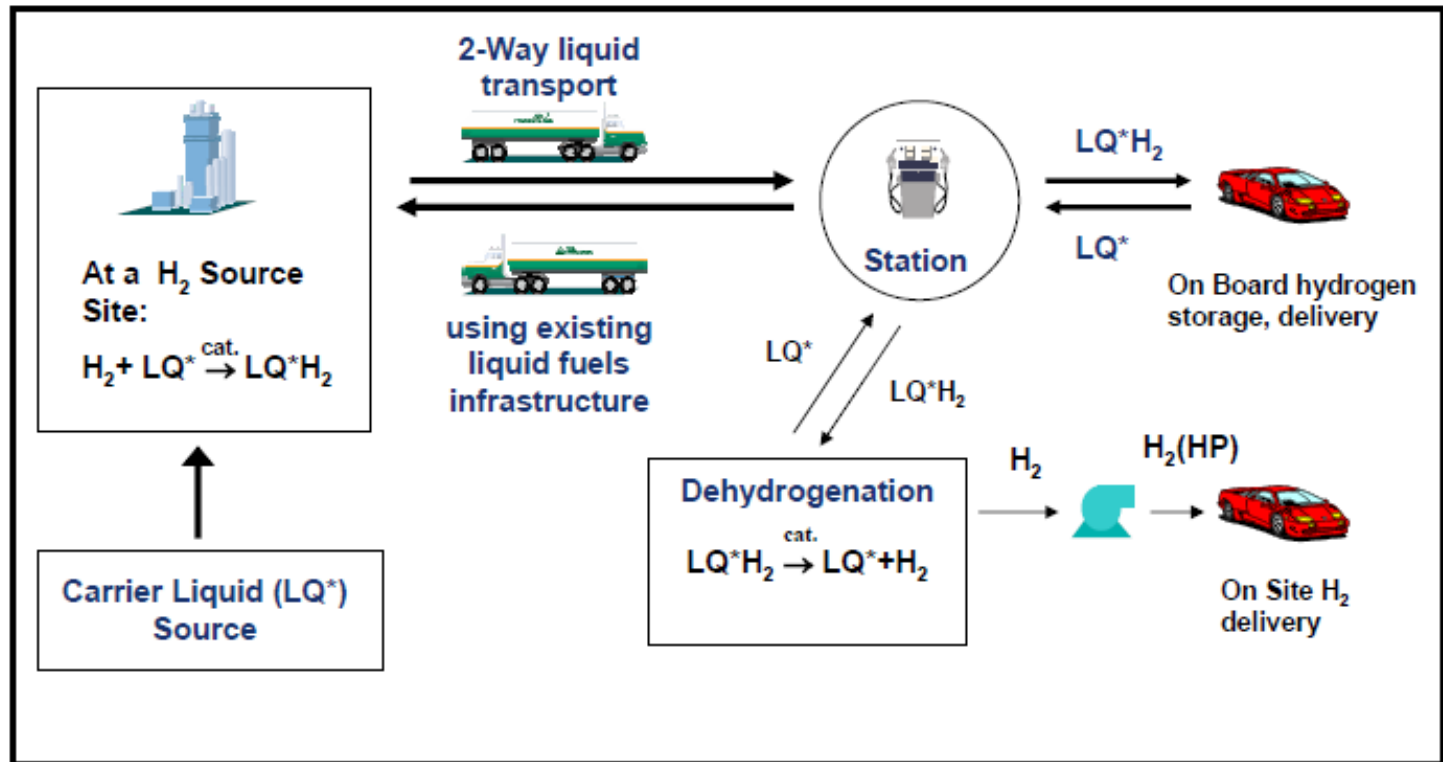 2-Way liquid
transport
At a H₂ Source
Site:
H₂+ LQ* cat. → LQ*H₂
using existing
liquid fuels
infrastructure
Carrier Liquid (LQ*)
Source
Station
LQ*H₂
LQ*
On Board hydrogen
storage, delivery
LQ*
LQ*H₂
Dehydrogenation
LQ*H₂ cat. → LQ*+H₂
H₂
H₂(HP)
On Site H₂
delivery